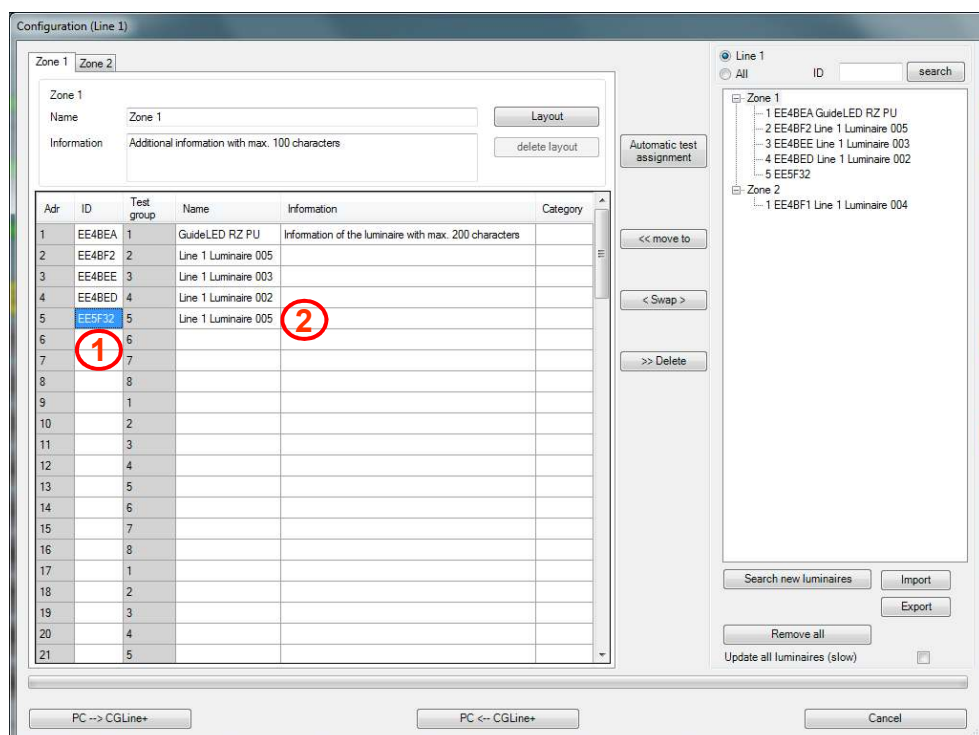 Configuration (Line 1)
Zone 1 Zone 2
Zone 1
Name Zone 1 Layout
Information Additional information with max. 100 characters delete layout
Adr ID Test group Name Information Category
1 EE4BEA 1 GuideLED RZ PU Information of the luminaire with max. 200 characters
2 EE4BF2 2 Line 1 Luminaire 005
3 EE4BEE 3 Line 1 Luminaire 003
4 EE4BED 4 Line 1 Luminaire 002
5 EE5F32 5 Line 1 Luminaire 005 2
6 6
1
7 7
8 8
9 1
10 2
11 3
12 4
13 5
14 6
15 7
16 8
17 1
18 2
19 3
20 4
21 5
Automatic test
assignment
<< move to
< Swap >
>> Delete
Line 1
All ID search
Zone 1
1 EE4BEA GuideLED RZ PU
2 EE4BF2 Line 1 Luminaire 005
3 EE4BEE Line 1 Luminaire 003
4 EE4BED Line 1 Luminaire 002
5 EE5F32
Zone 2
1 EE4BF1 Line 1 Luminaire 004
Search new luminaires Import
Export
Remove all
Update all luminaires (slow)
PC --> CGLine+ PC <-- CGLine+ Cancel